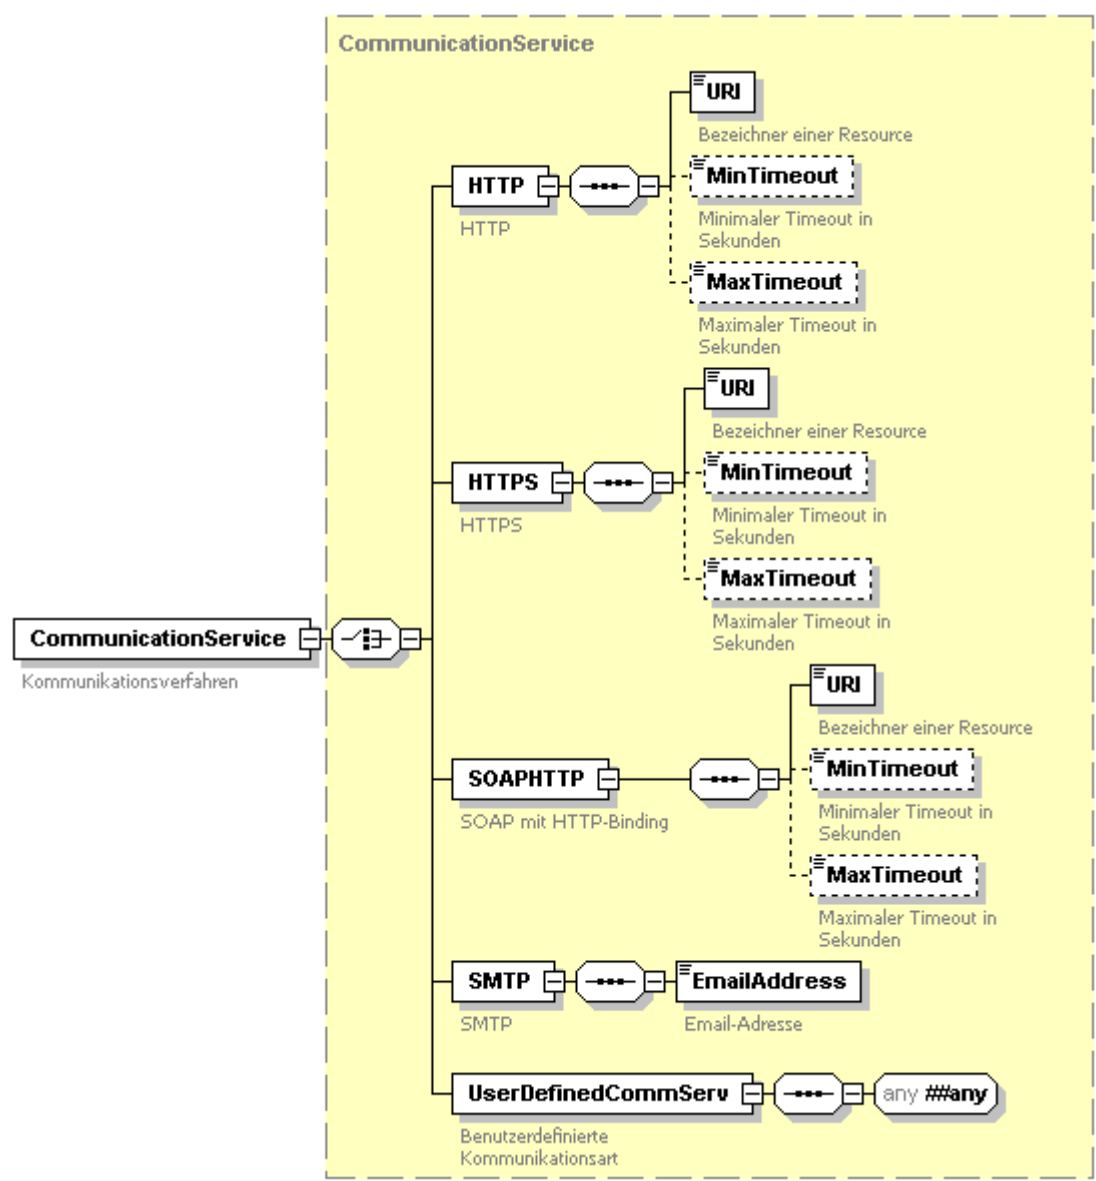 CommunicationService
URI
Bezeichner einer Resource
HTTP
HTTP
MinTimeout
Minimaler Timeout in
Sekunden
MaxTimeout
Maximaler Timeout in
Sekunden
URI
Bezeichner einer Resource
HTTPS
HTTPS
MinTimeout
Minimaler Timeout in
Sekunden
MaxTimeout
Maximaler Timeout in
Sekunden
CommunicationService
Kommunikationsverfahren
URI
Bezeichner einer Resource
SOAPHTTP
SOAP mit HTTP-Binding
MinTimeout
Minimaler Timeout in
Sekunden
MaxTimeout
Maximaler Timeout in
Sekunden
SMTP
SMTP
EmailAddress
Email-Adresse
UserDefinedCommServ
Benutzerdefinierte
Kommunikationsart
any ##any